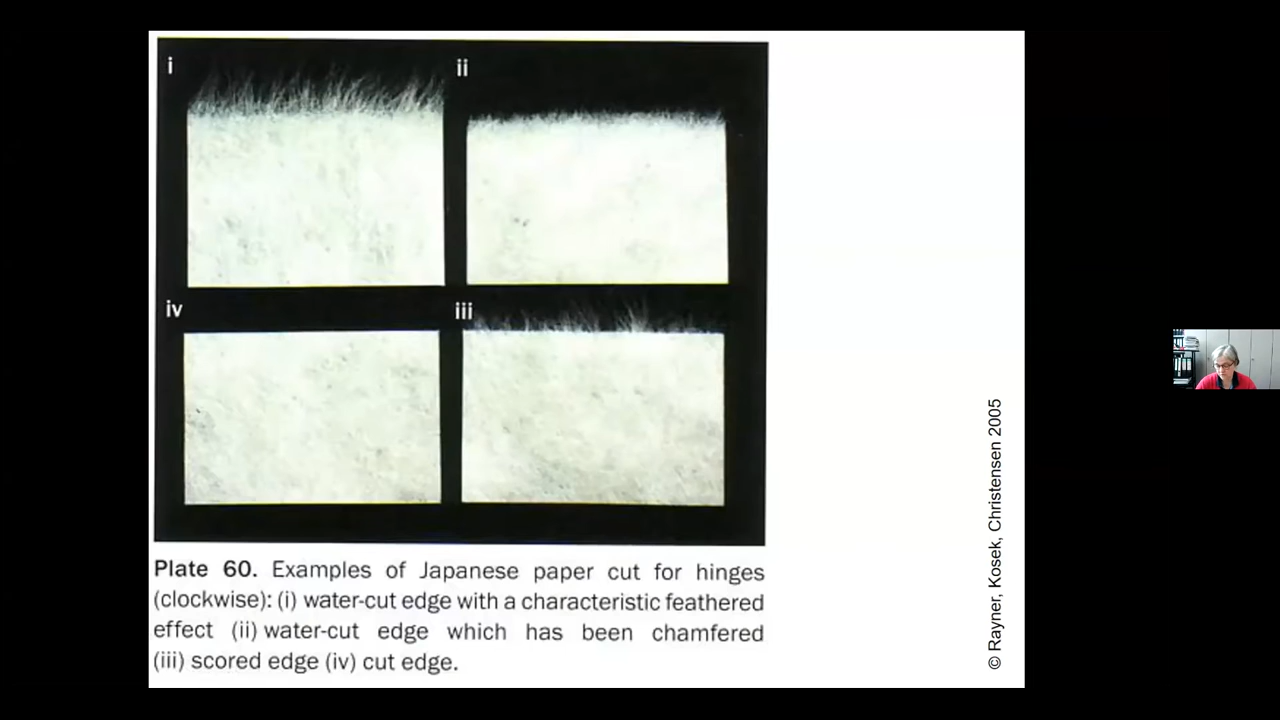 i
ii
iv
iii
Plate 60. Examples of Japanese paper cut for hinges
(clockwise): (i) water-cut edge with a characteristic feathered
effect (ii) water-cut edge which has been chamfered
(iii) scored edge (iv) cut edge.
© Rayner, Kosek, Christensen 2005